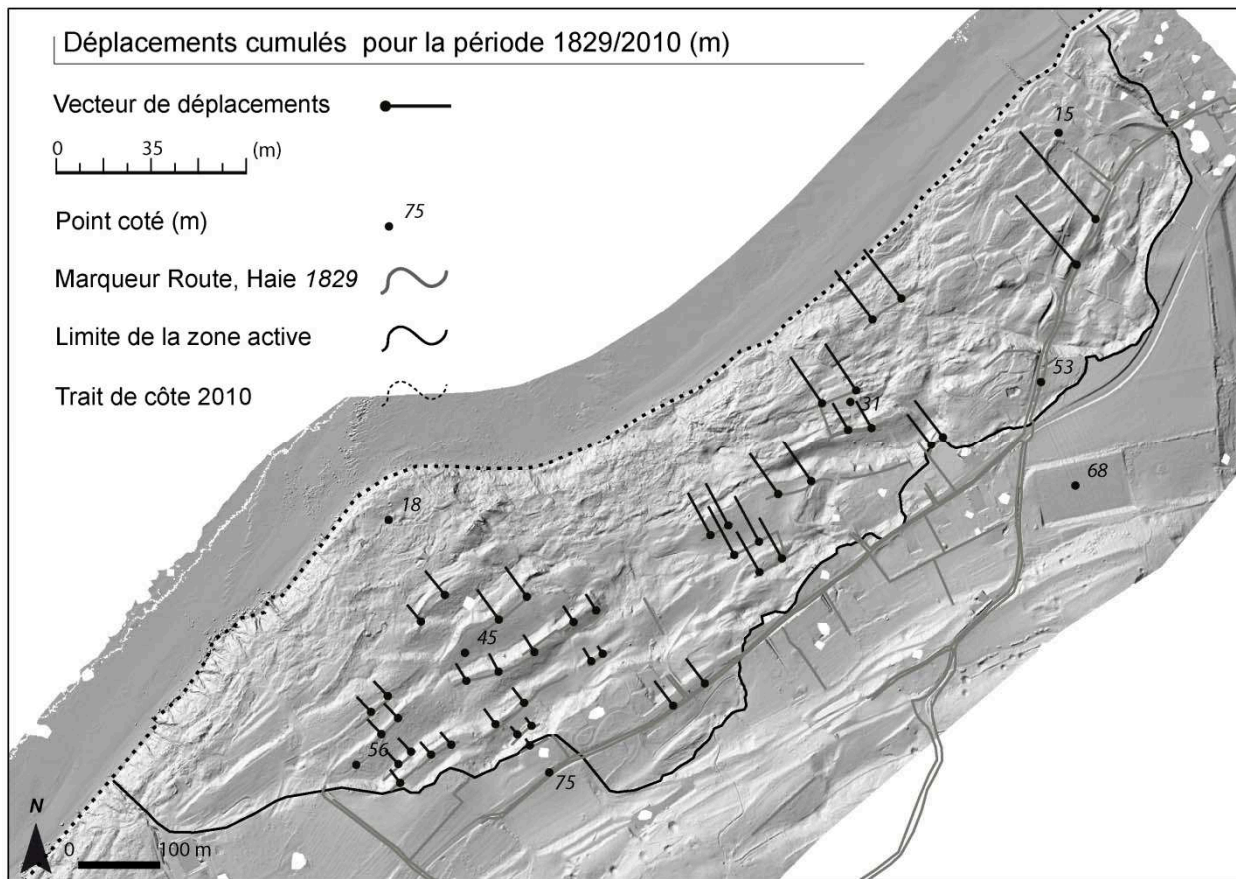 Déplacements cumulés pour la période 1829/2010 (m)
Vecteur de déplacements
0 35 (m)
Point coté (m) 75
Marqueur Route, Haie 1829
Limite de la zone active
Trait de côte 2010
15
53
31
68
18
45
56
75
N
0 100 m